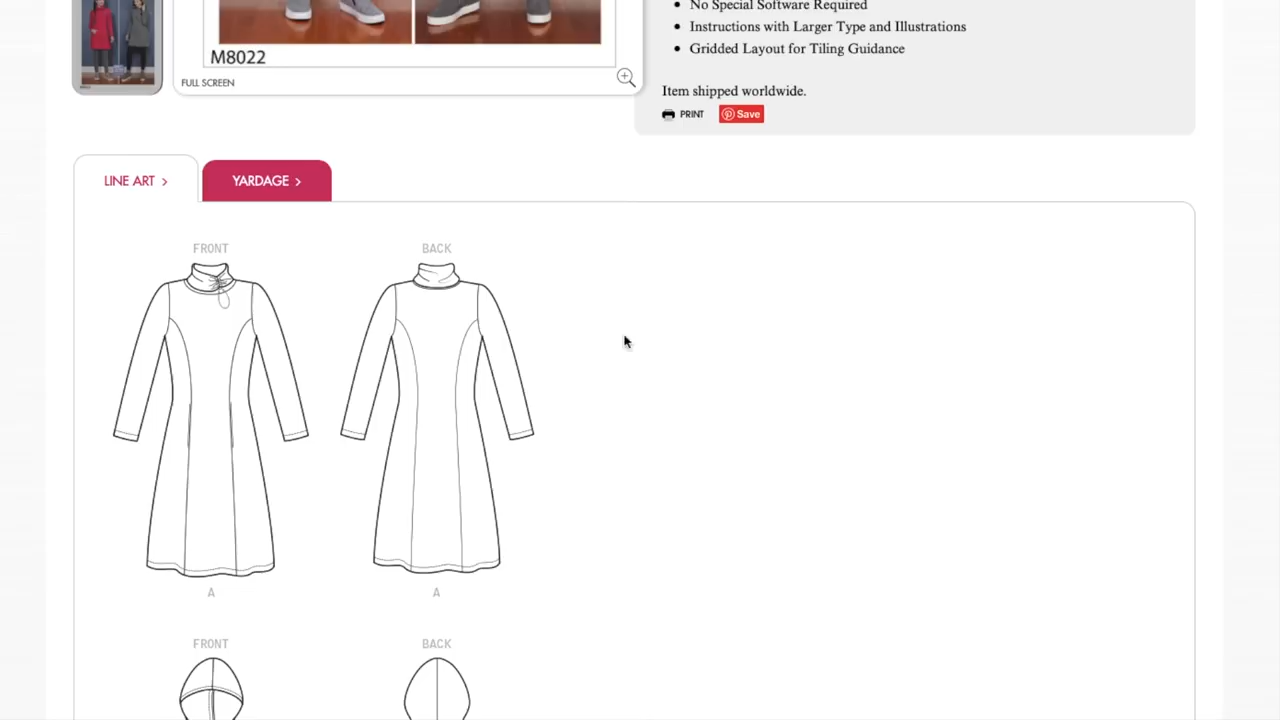 No Special Software Required
Instructions with Larger Type and Illustrations
M8022
Gridded Layout for Tiling Guidance
FULL SCREEN
Item shipped worldwide.
PRINT
Save
LINE ART >
YARDAGE >
FRONT
BACK
A
A
FRONT
BACK